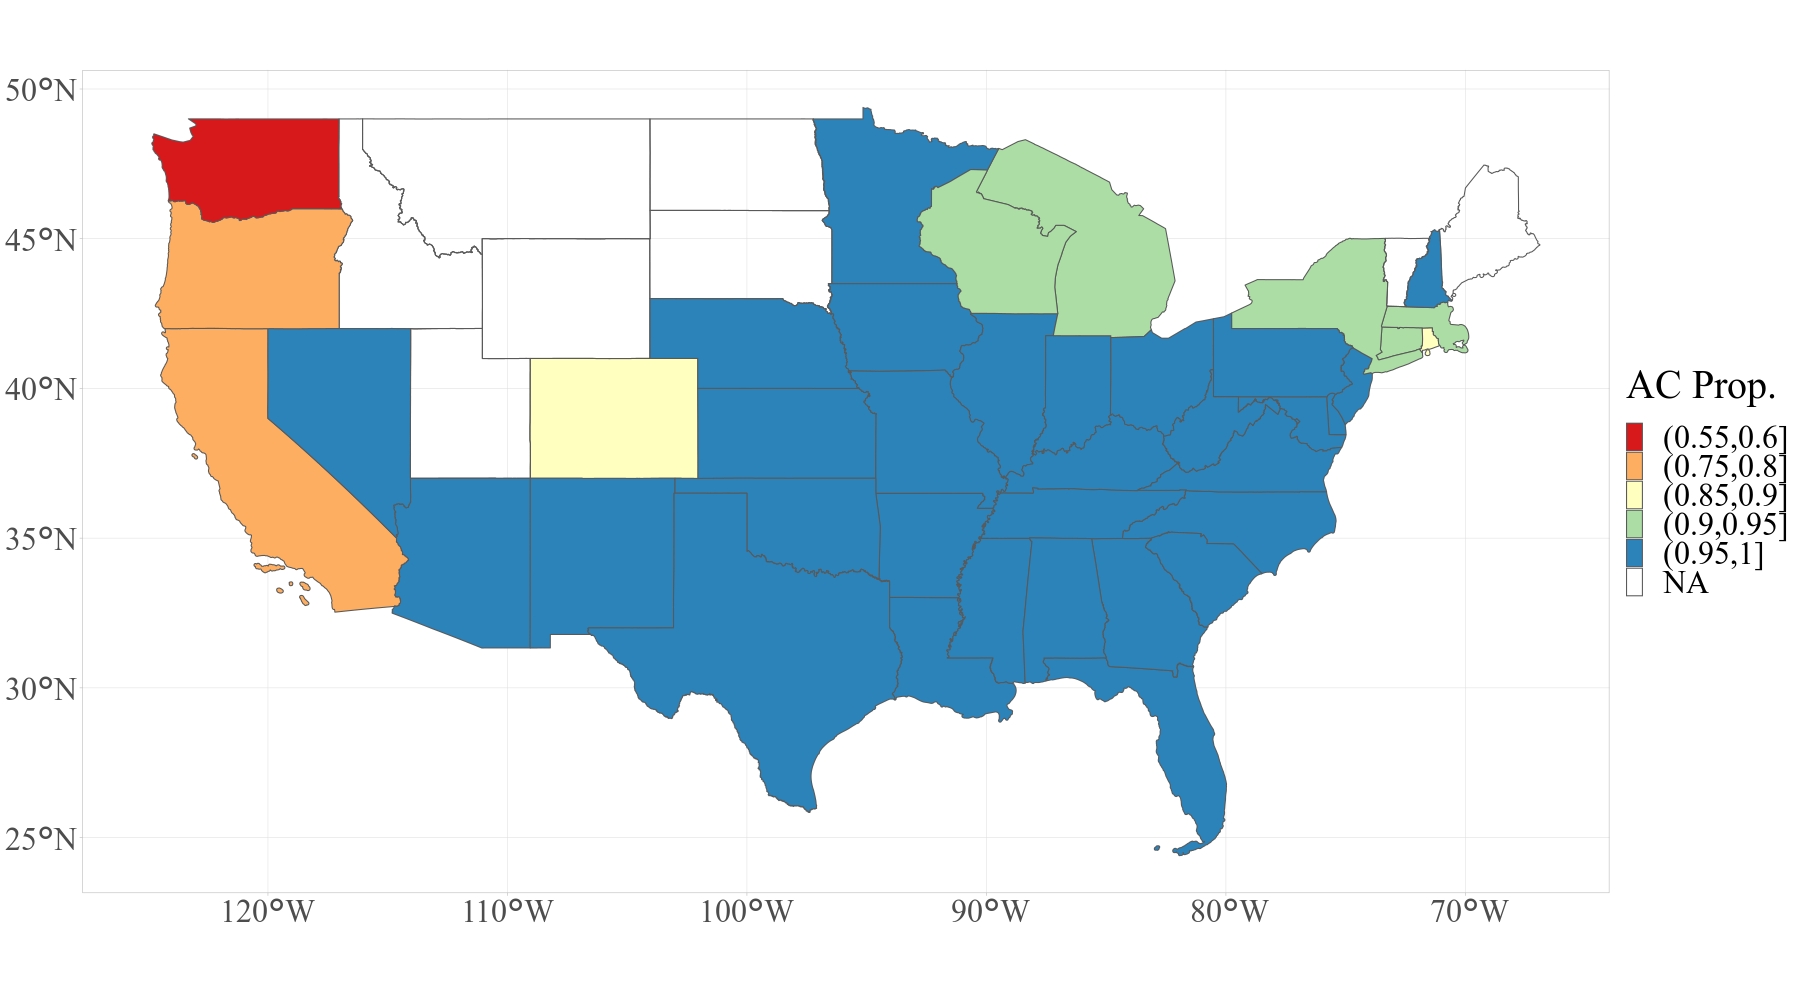 50°N
45°N
40°N
35°N
30°N
25°N
120°W 110°W 100°W 90°W 80°W 70°W
AC Prop.
(0.55,0.6]
(0.75,0.8]
(0.85,0.9]
(0.9,0.95]
(0.95,1]
NA